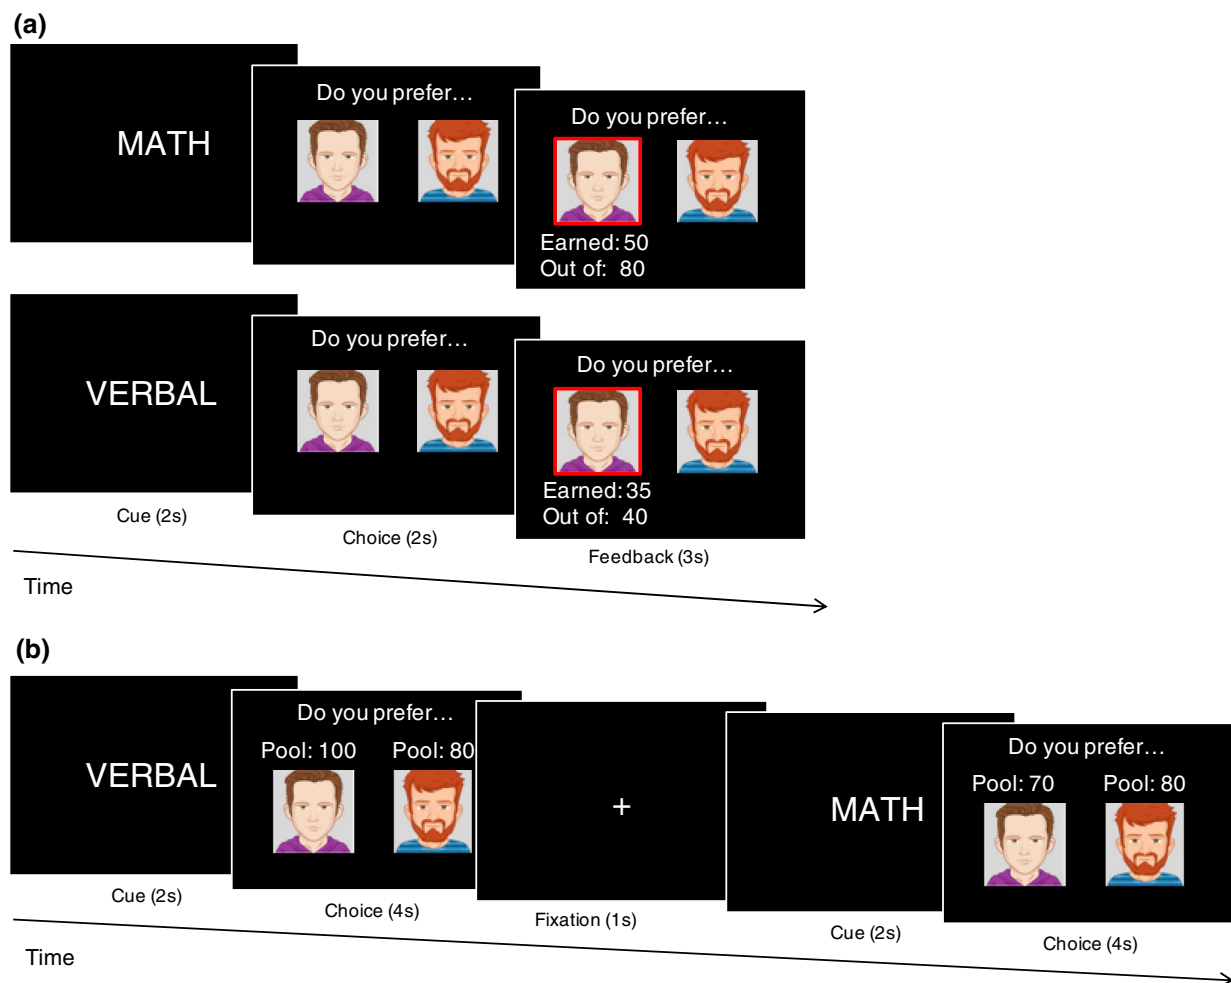 (a)
MATH
Do you prefer…
Do you prefer…
Earned: 50
Out of: 80
VERBAL
Do you prefer…
Do you prefer…
Earned: 35
Out of: 40
Cue (2s)
Choice (2s)
Feedback (3s)
Time
(b)
VERBAL
Do you prefer…
Pool: 100 Pool: 80
+
MATH
Do you prefer…
Pool: 70 Pool: 80
Cue (2s)
Choice (4s)
Fixation (1s)
Cue (2s)
Choice (4s)
Time